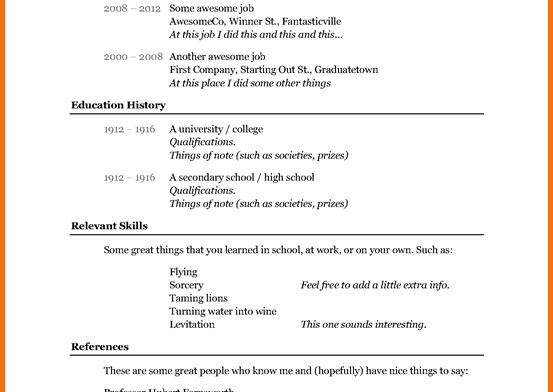 2008 – 2012 Some awesome job
AwesomeCo, Winner St., Fantasticville
At this job I did this and this and this...
2000 – 2008 Another awesome job
First Company, Starting Out St., Graduatetown
At this place I did some other things
Education History
1912 – 1916 A university / college
Qualifications.
Things of note (such as societies, prizes)
1912 – 1916 A secondary school / high school
Qualifications.
Things of note (such as societies, prizes)
Relevant Skills
Some great things that you learned in school, at work, or on your own. Such as:
Flying
Sorcery Feel free to add a little extra info.
Taming lions
Turning water into wine
Levitation This one sounds interesting.
References
These are some great people who know me and (hopefully) have nice things to say:
Professor Hubert Farnsworth